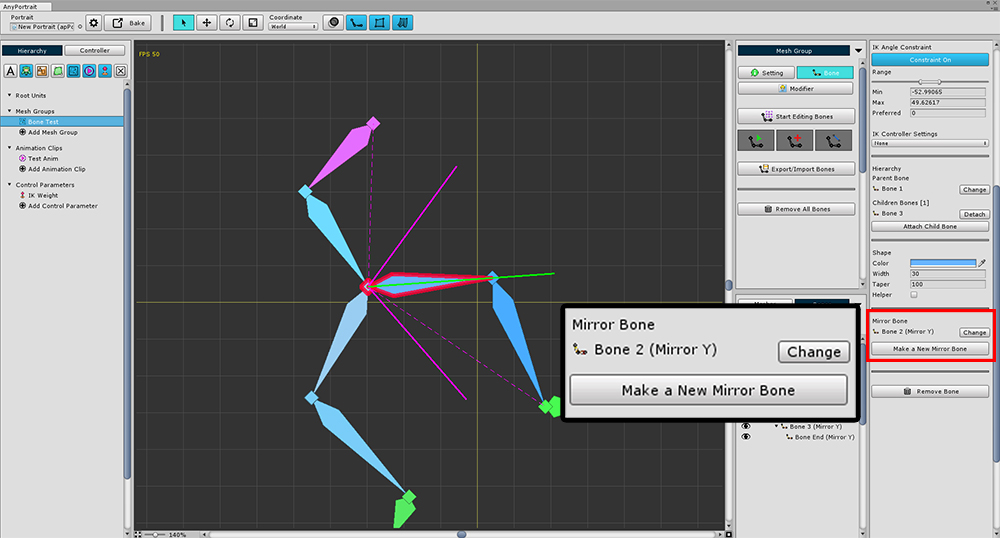 AnyPortrait
Portrait
New Portrait (apPo
Bake
Coordinate
World
Hierarchy
Controller
A
Root Units
Mesh Groups
Bone Test
Add Mesh Group
Animation Clips
Test Anim
Add Animation Clip
Control Parameters
IK Weight
Add Control Parameter
FPS 50
140%
Mesh Group
Setting
Bone
Modifier
Start Editing Bones
Export/Import Bones
Remove All Bones
Bone 3 (Mirror Y)
Bone End (Mirror Y)
IK Angle Constraint
Constraint On
Range
Min -52.99065
Max 49.62617
Preferred 0
IK Controller Settings
None
Hierarchy
Parent Bone
Bone 1 Change
Children Bones [1]
Bone 3 Detach
Attach Child Bone
Shape
Color
Width 30
Taper 100
Helper
Mirror Bone
Bone 2 (Mirror Y) Change
Make a New Mirror Bone
Remove Bone
Mirror Bone
Bone 2 (Mirror Y) Change
Make a New Mirror Bone